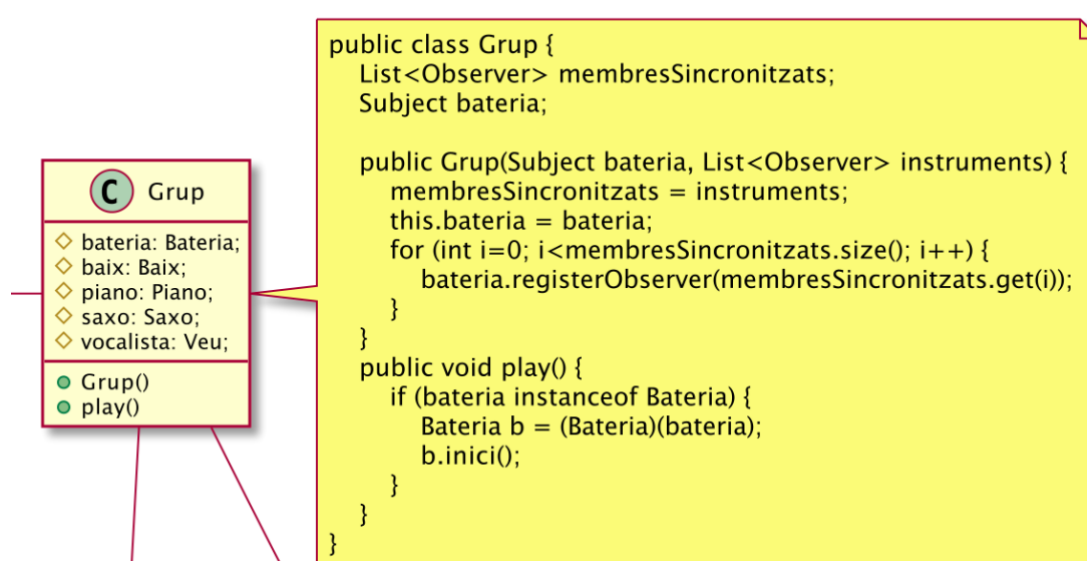 C Grup
bateria: Bateria;
baix: Baix;
piano: Piano;
saxo: Saxo;
vocalista: Veu;
Grup()
play()
public class Grup {
List<Observer> membresSincronitzats;
Subject bateria;
public Grup(Subject bateria, List<Observer> instruments) {
membresSincronitzats = instruments;
this.bateria = bateria;
for (int i=0; i<membresSincronitzats.size(); i++) {
bateria.registerObserver(membresSincronitzats.get(i));
}
}
public void play() {
if (bateria instanceof Bateria) {
Bateria b = (Bateria)(bateria);
b.inici();
}
}
}